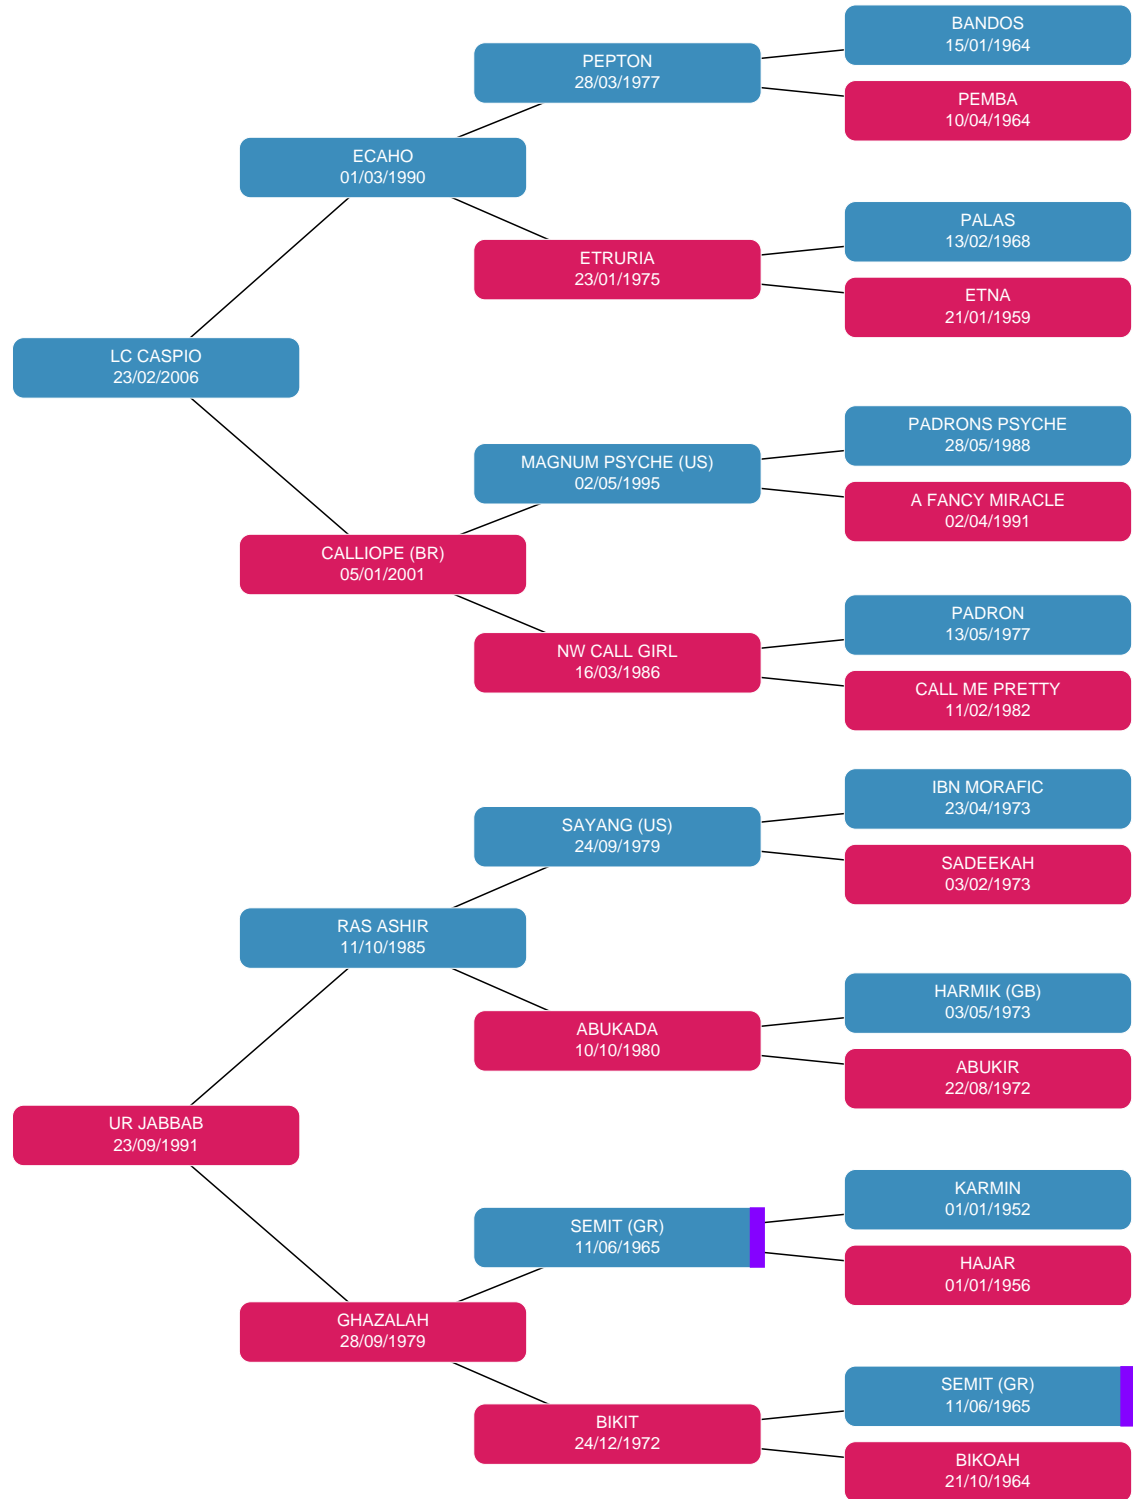 BANDOS
15/01/1964
PEPTON
28/03/1977
PEMBA
10/04/1964
ECAHO
01/03/1990
PALAS
13/02/1968
ETRURIA
23/01/1975
ETNA
21/01/1959
LC CASPIO
23/02/2006
PADRONS PSYCHE
28/05/1988
MAGNUM PSYCHE (US)
02/05/1995
A FANCY MIRACLE
02/04/1991
CALLIOPE (BR)
05/01/2001
PADRON
13/05/1977
NW CALL GIRL
16/03/1986
CALL ME PRETTY
11/02/1982
IBN MORAFIC
23/04/1973
SAYANG (US)
24/09/1979
SADEEKAH
03/02/1973
RAS ASHIR
11/10/1985
HARMIK (GB)
03/05/1973
ABUKADA
10/10/1980
ABUKIR
22/08/1972
UR JABBAB
23/09/1991
KARMIN
01/01/1952
SEMIT (GR)
11/06/1965
HAJAR
01/01/1956
GHAZALAH
28/09/1979
SEMIT (GR)
11/06/1965
BIKIT
24/12/1972
BIKOAH
21/10/1964